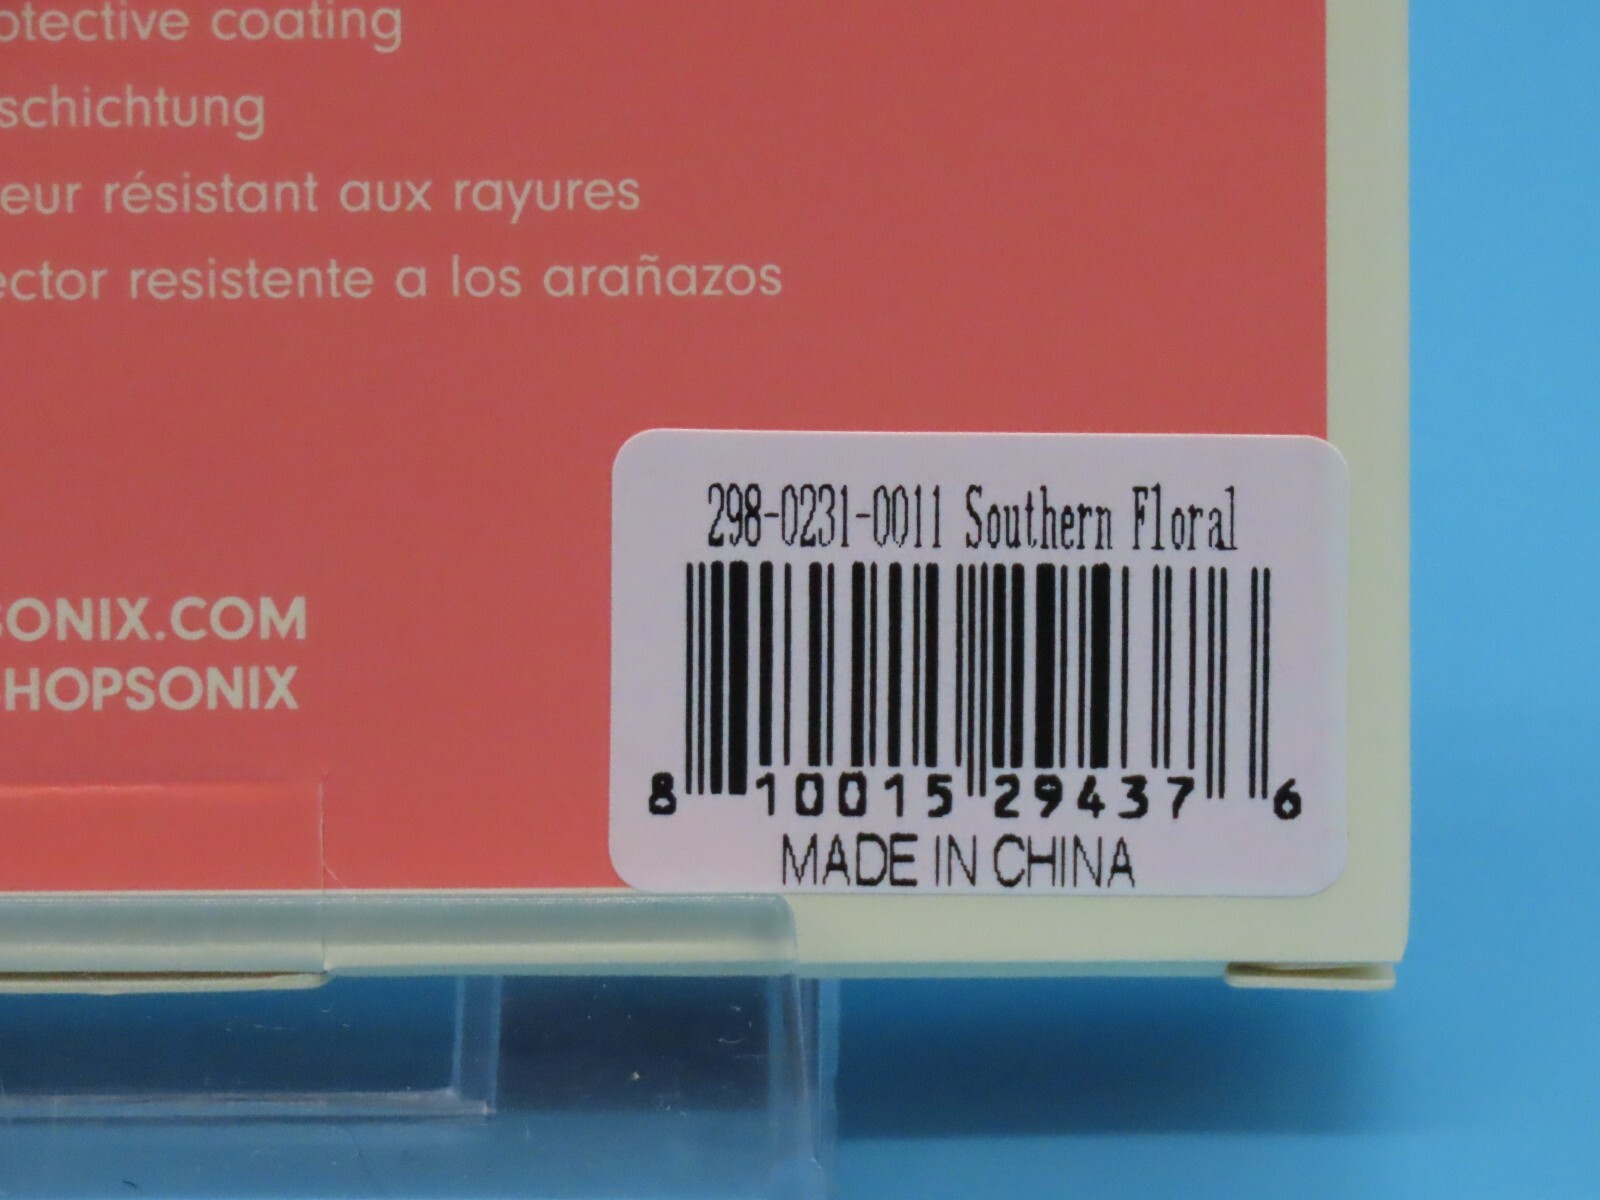 otective coating
schichtung
eur résistant aux rayures
ector resistente a los arañazos
SONIX.COM
SHOPSONIX
298-0231-0011 Southern Floral
8 10015 29437 6
MADE IN CHINA